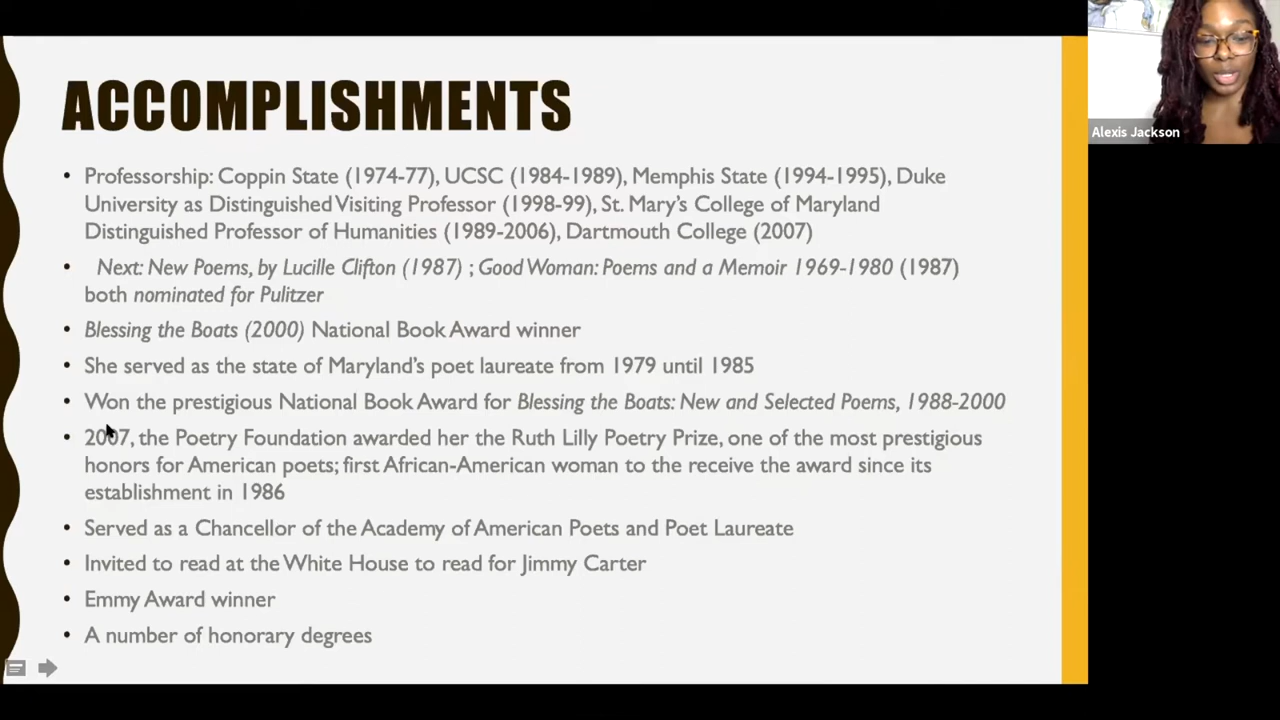 ACCOMPLISHMENTS
• Professorship: Coppin State (1974-77), UCSC (1984-1989), Memphis State (1994-1995), Duke
University as Distinguished Visiting Professor (1998-99), St. Mary's College of Maryland
Distinguished Professor of Humanities (1989-2006), Dartmouth College (2007)
• Next: New Poems, by Lucille Clifton (1987) ; Good Woman: Poems and a Memoir 1969-1980 (1987)
both nominated for Pulitzer
• Blessing the Boats (2000) National Book Award winner
• She served as the state of Maryland's poet laureate from 1979 until 1985
• Won the prestigious National Book Award for Blessing the Boats: New and Selected Poems, 1988-2000
• 2007, the Poetry Foundation awarded her the Ruth Lilly Poetry Prize, one of the most prestigious
honors for American poets; first African-American woman to the receive the award since its
establishment in 1986
• Served as a Chancellor of the Academy of American Poets and Poet Laureate
• Invited to read at the White House to read for Jimmy Carter
• Emmy Award winner
• A number of honorary degrees
Alexis Jackson